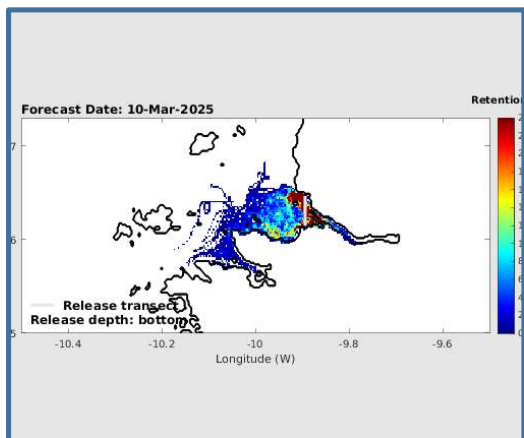 Retention
Forecast Date: 10-Mar-2025
7
6
5
Release transect
Release depth: bottom
-10.4 -10.2 -10 -9.8 -9.6
Longitude (W)